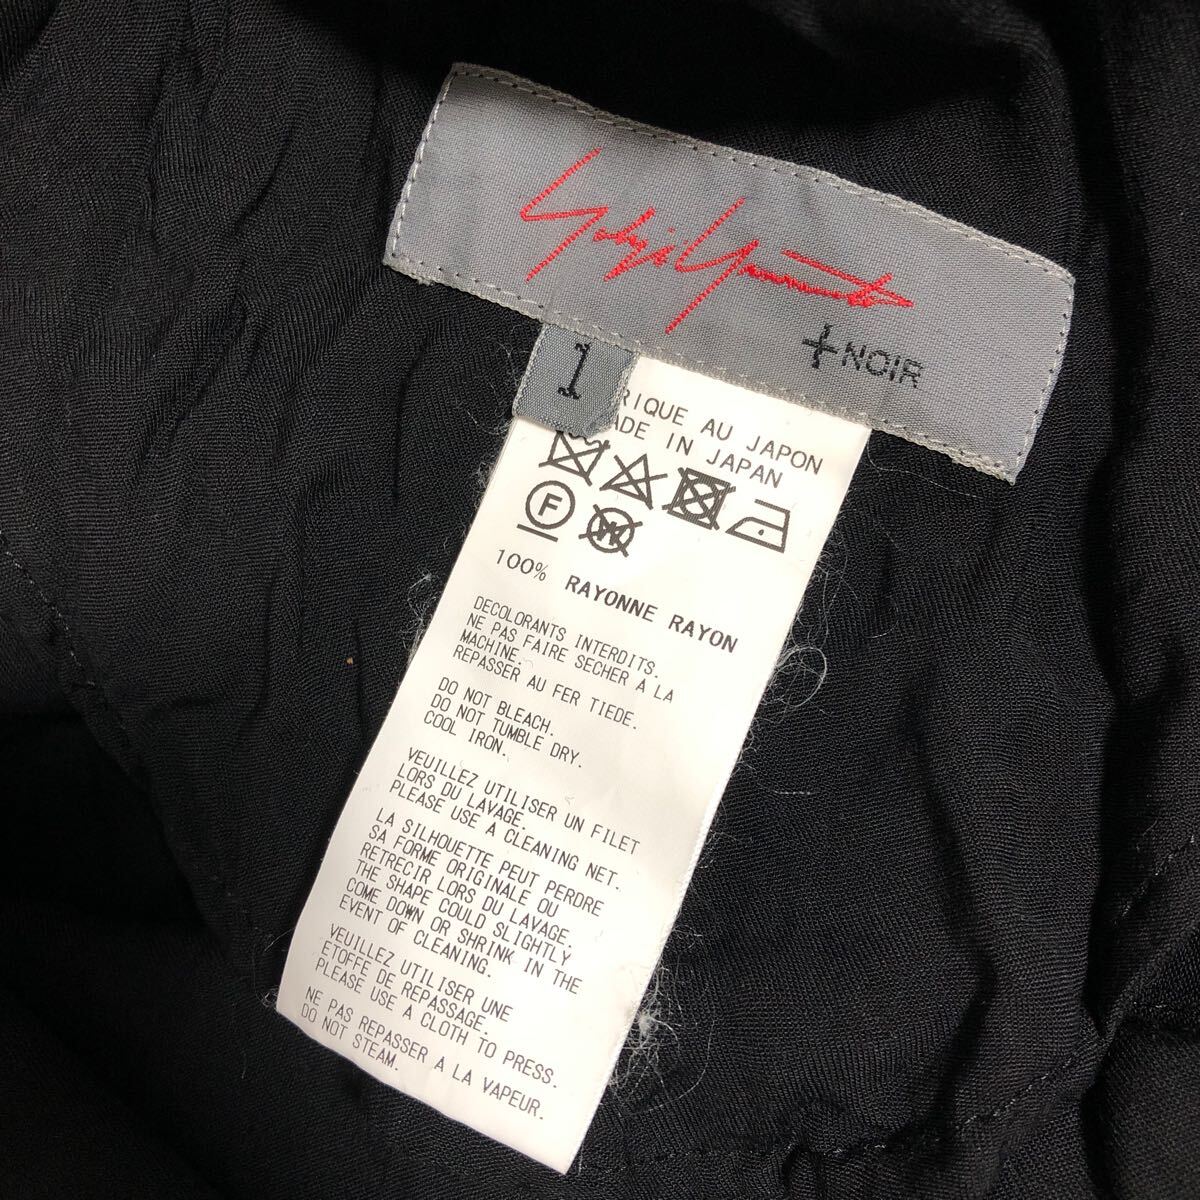 Yohji Yamamoto
+NOIR
1
RIQUE AU JAPON
ADE IN JAPAN
F
W
100% RAYONNE RAYON
DECOLORANTS INTERDITS.
NE PAS FAIRE SECHER A LA
MACHINE.
REPASSER AU FER TIEDE.
DO NOT BLEACH.
DO NOT TUMBLE DRY.
COOL IRON.
VEUILLEZ UTILISER UN FILET
LORS DU LAVAGE.
PLEASE USE A CLEANING NET.
LA SILHOUETTE PEUT PERDRE
SA FORME ORIGINALE OU
RETRECIR LORS DU LAVAGE.
THE SHAPE COULD SLIGHTLY
COME DOWN OR SHRINK IN THE
EVENT OF CLEANING.
VEUILLEZ UTILISER UNE
ETOFFE DE REPASSAGE.
PLEASE USE A CLOTH TO PRESS.
NE PAS REPASSER A LA VAPEUR.
DO NOT STEAM.